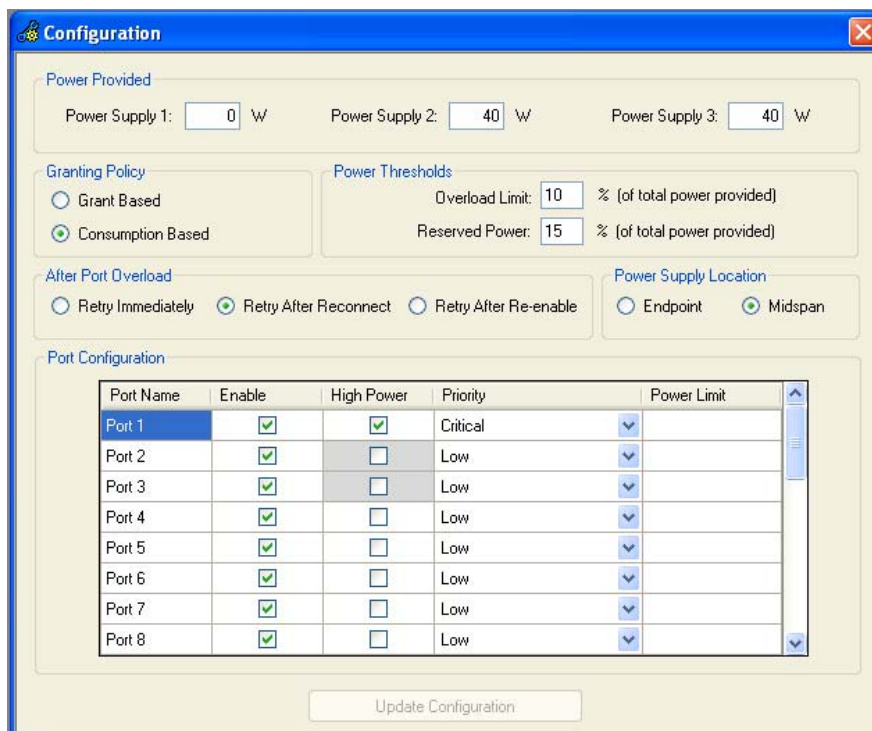 Configuration
Power Provided
Power Supply 1: 0 W Power Supply 2: 40 W Power Supply 3: 40 W
Granting Policy
Grant Based
Consumption Based
Power Thresholds
Overload Limit: 10 % (of total power provided)
Reserved Power: 15 % (of total power provided)
After Port Overload
Retry Immediately Retry After Reconnect Retry After Re-enable
Power Supply Location
Endpoint Midspan
Port Configuration
Port Name Enable High Power Priority Power Limit
Port 1 Critical
Port 2 Low
Port 3 Low
Port 4 Low
Port 5 Low
Port 6 Low
Port 7 Low
Port 8 Low
Update Configuration